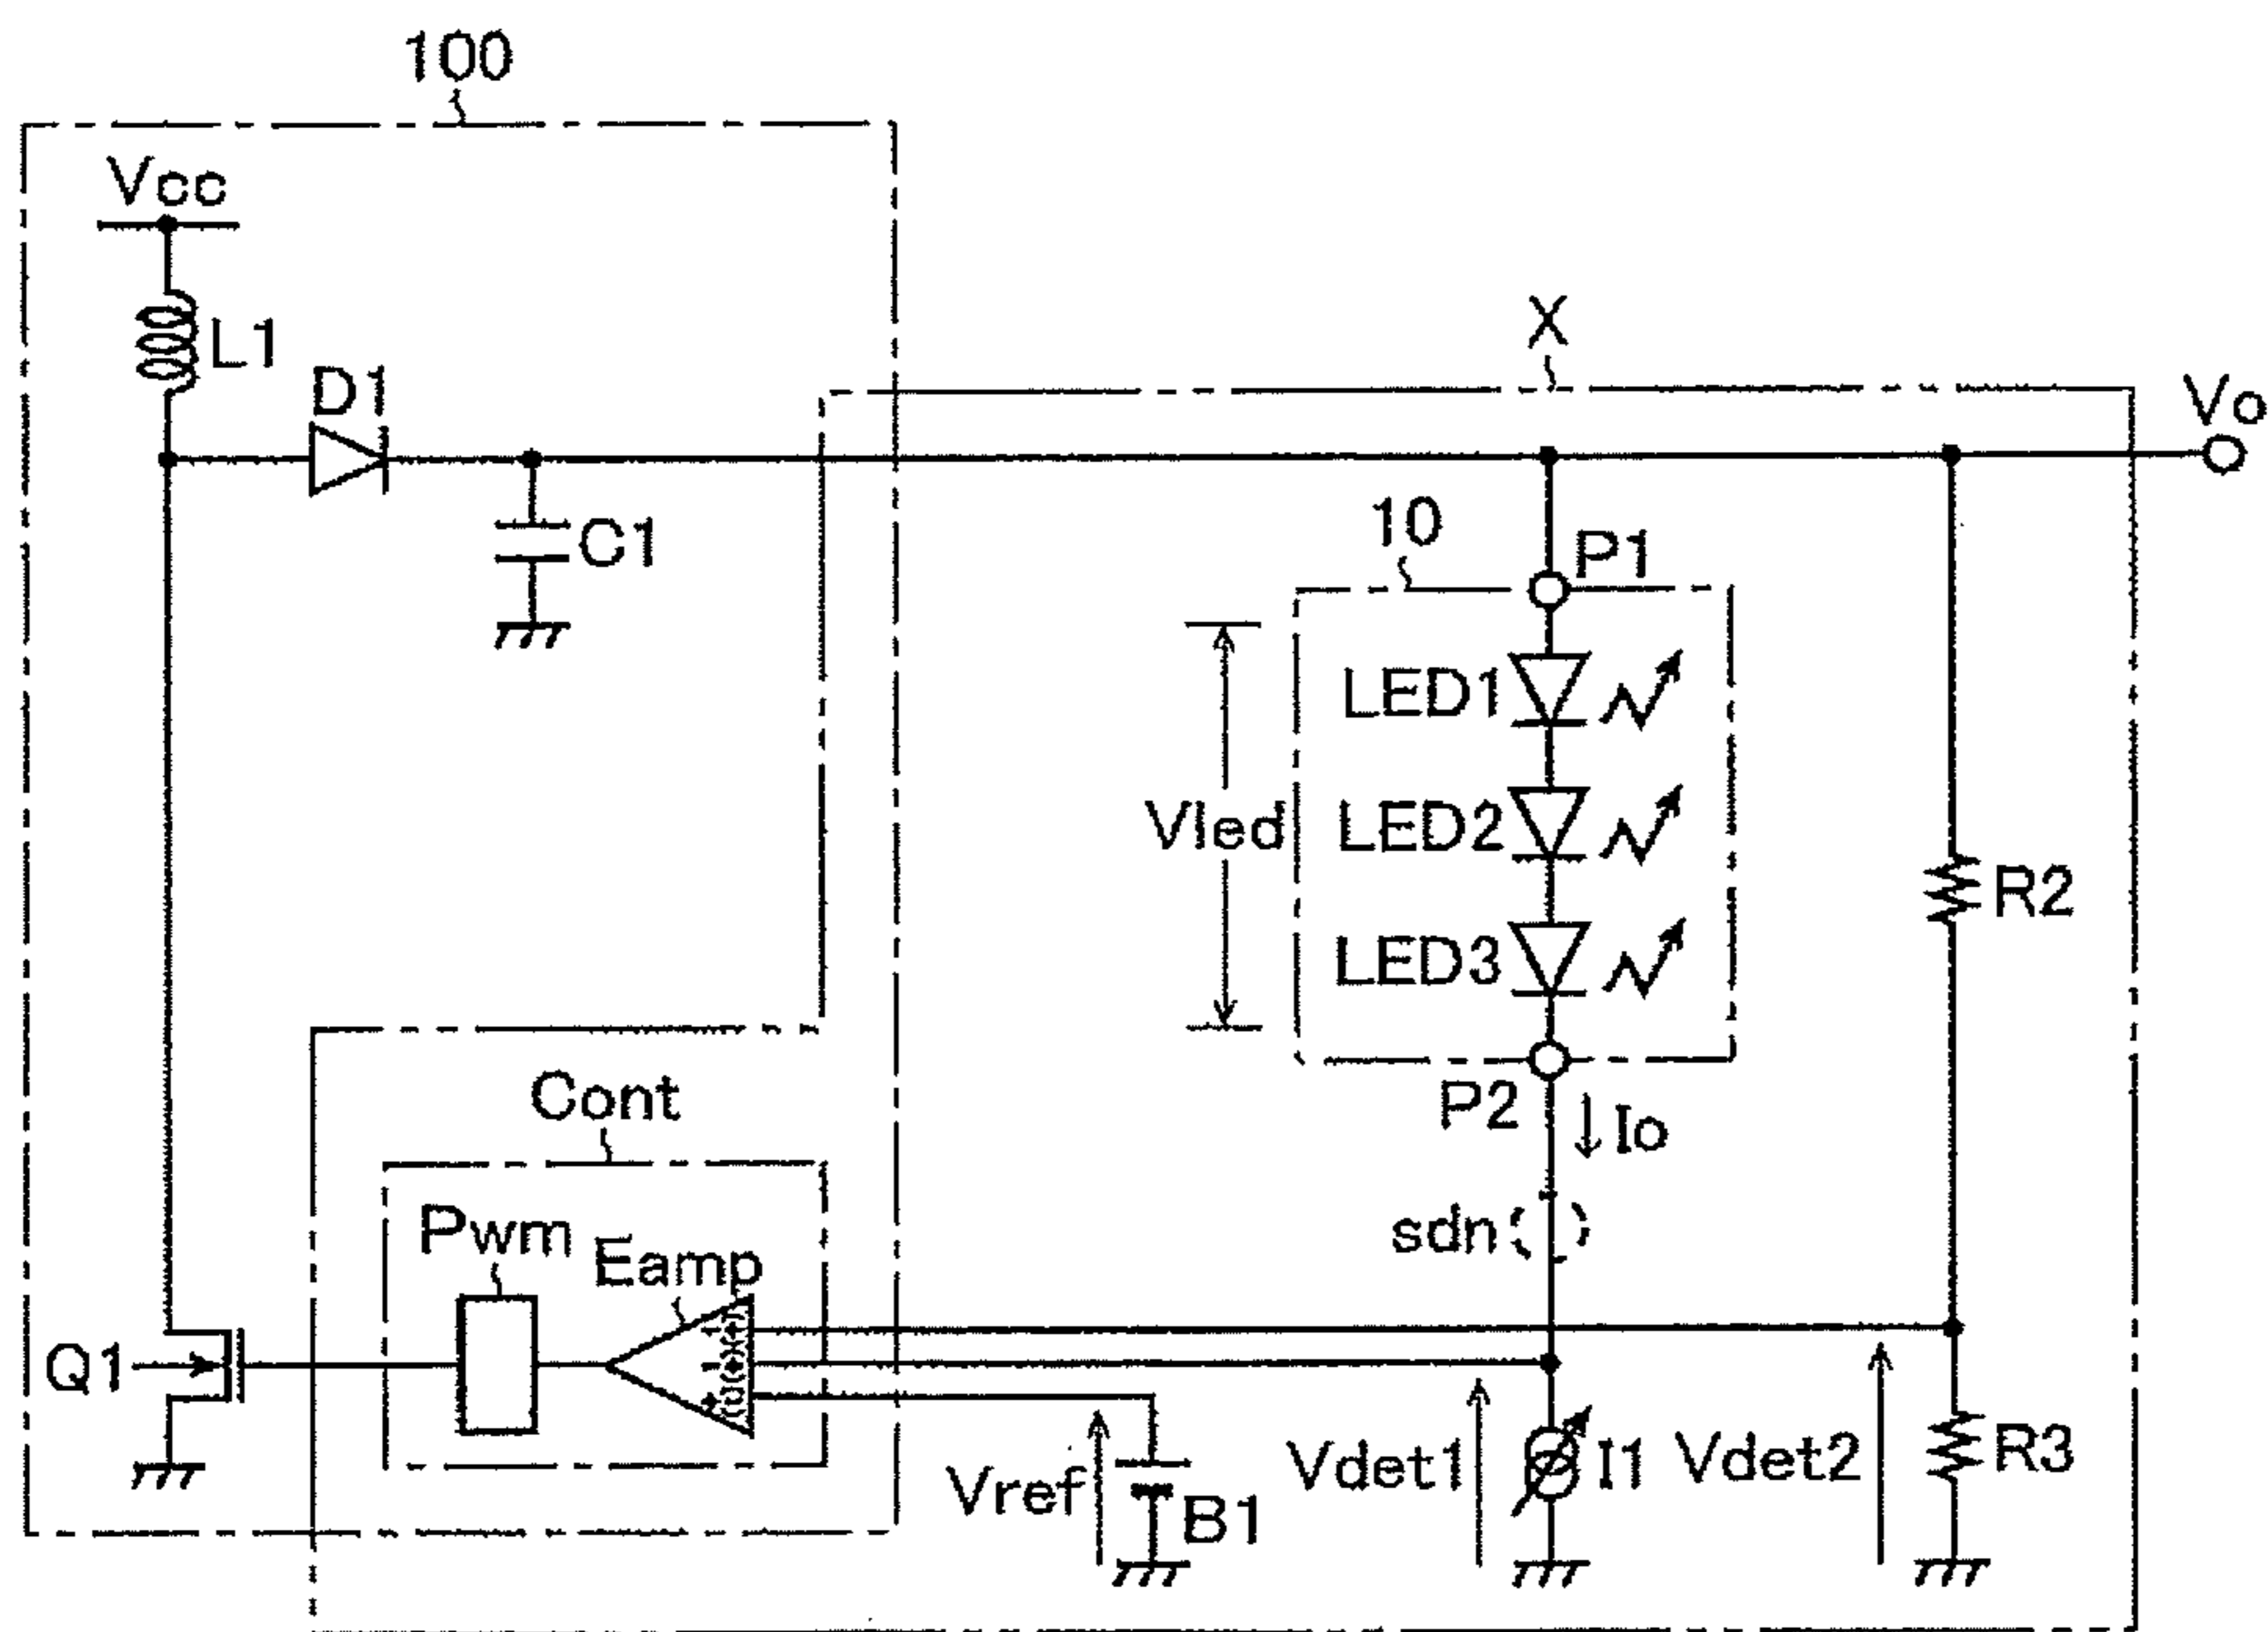 100
Vcc
L1
D1
X
Vo
C1
10
P1
LED1
Vled
LED2
R2
LED3
Cont
P2
Io
Pwm
Eamp
sdn
Q1
- (+)
- (+)
+ (-)
Vref
B1
Vdet1
I1
Vdet2
R3